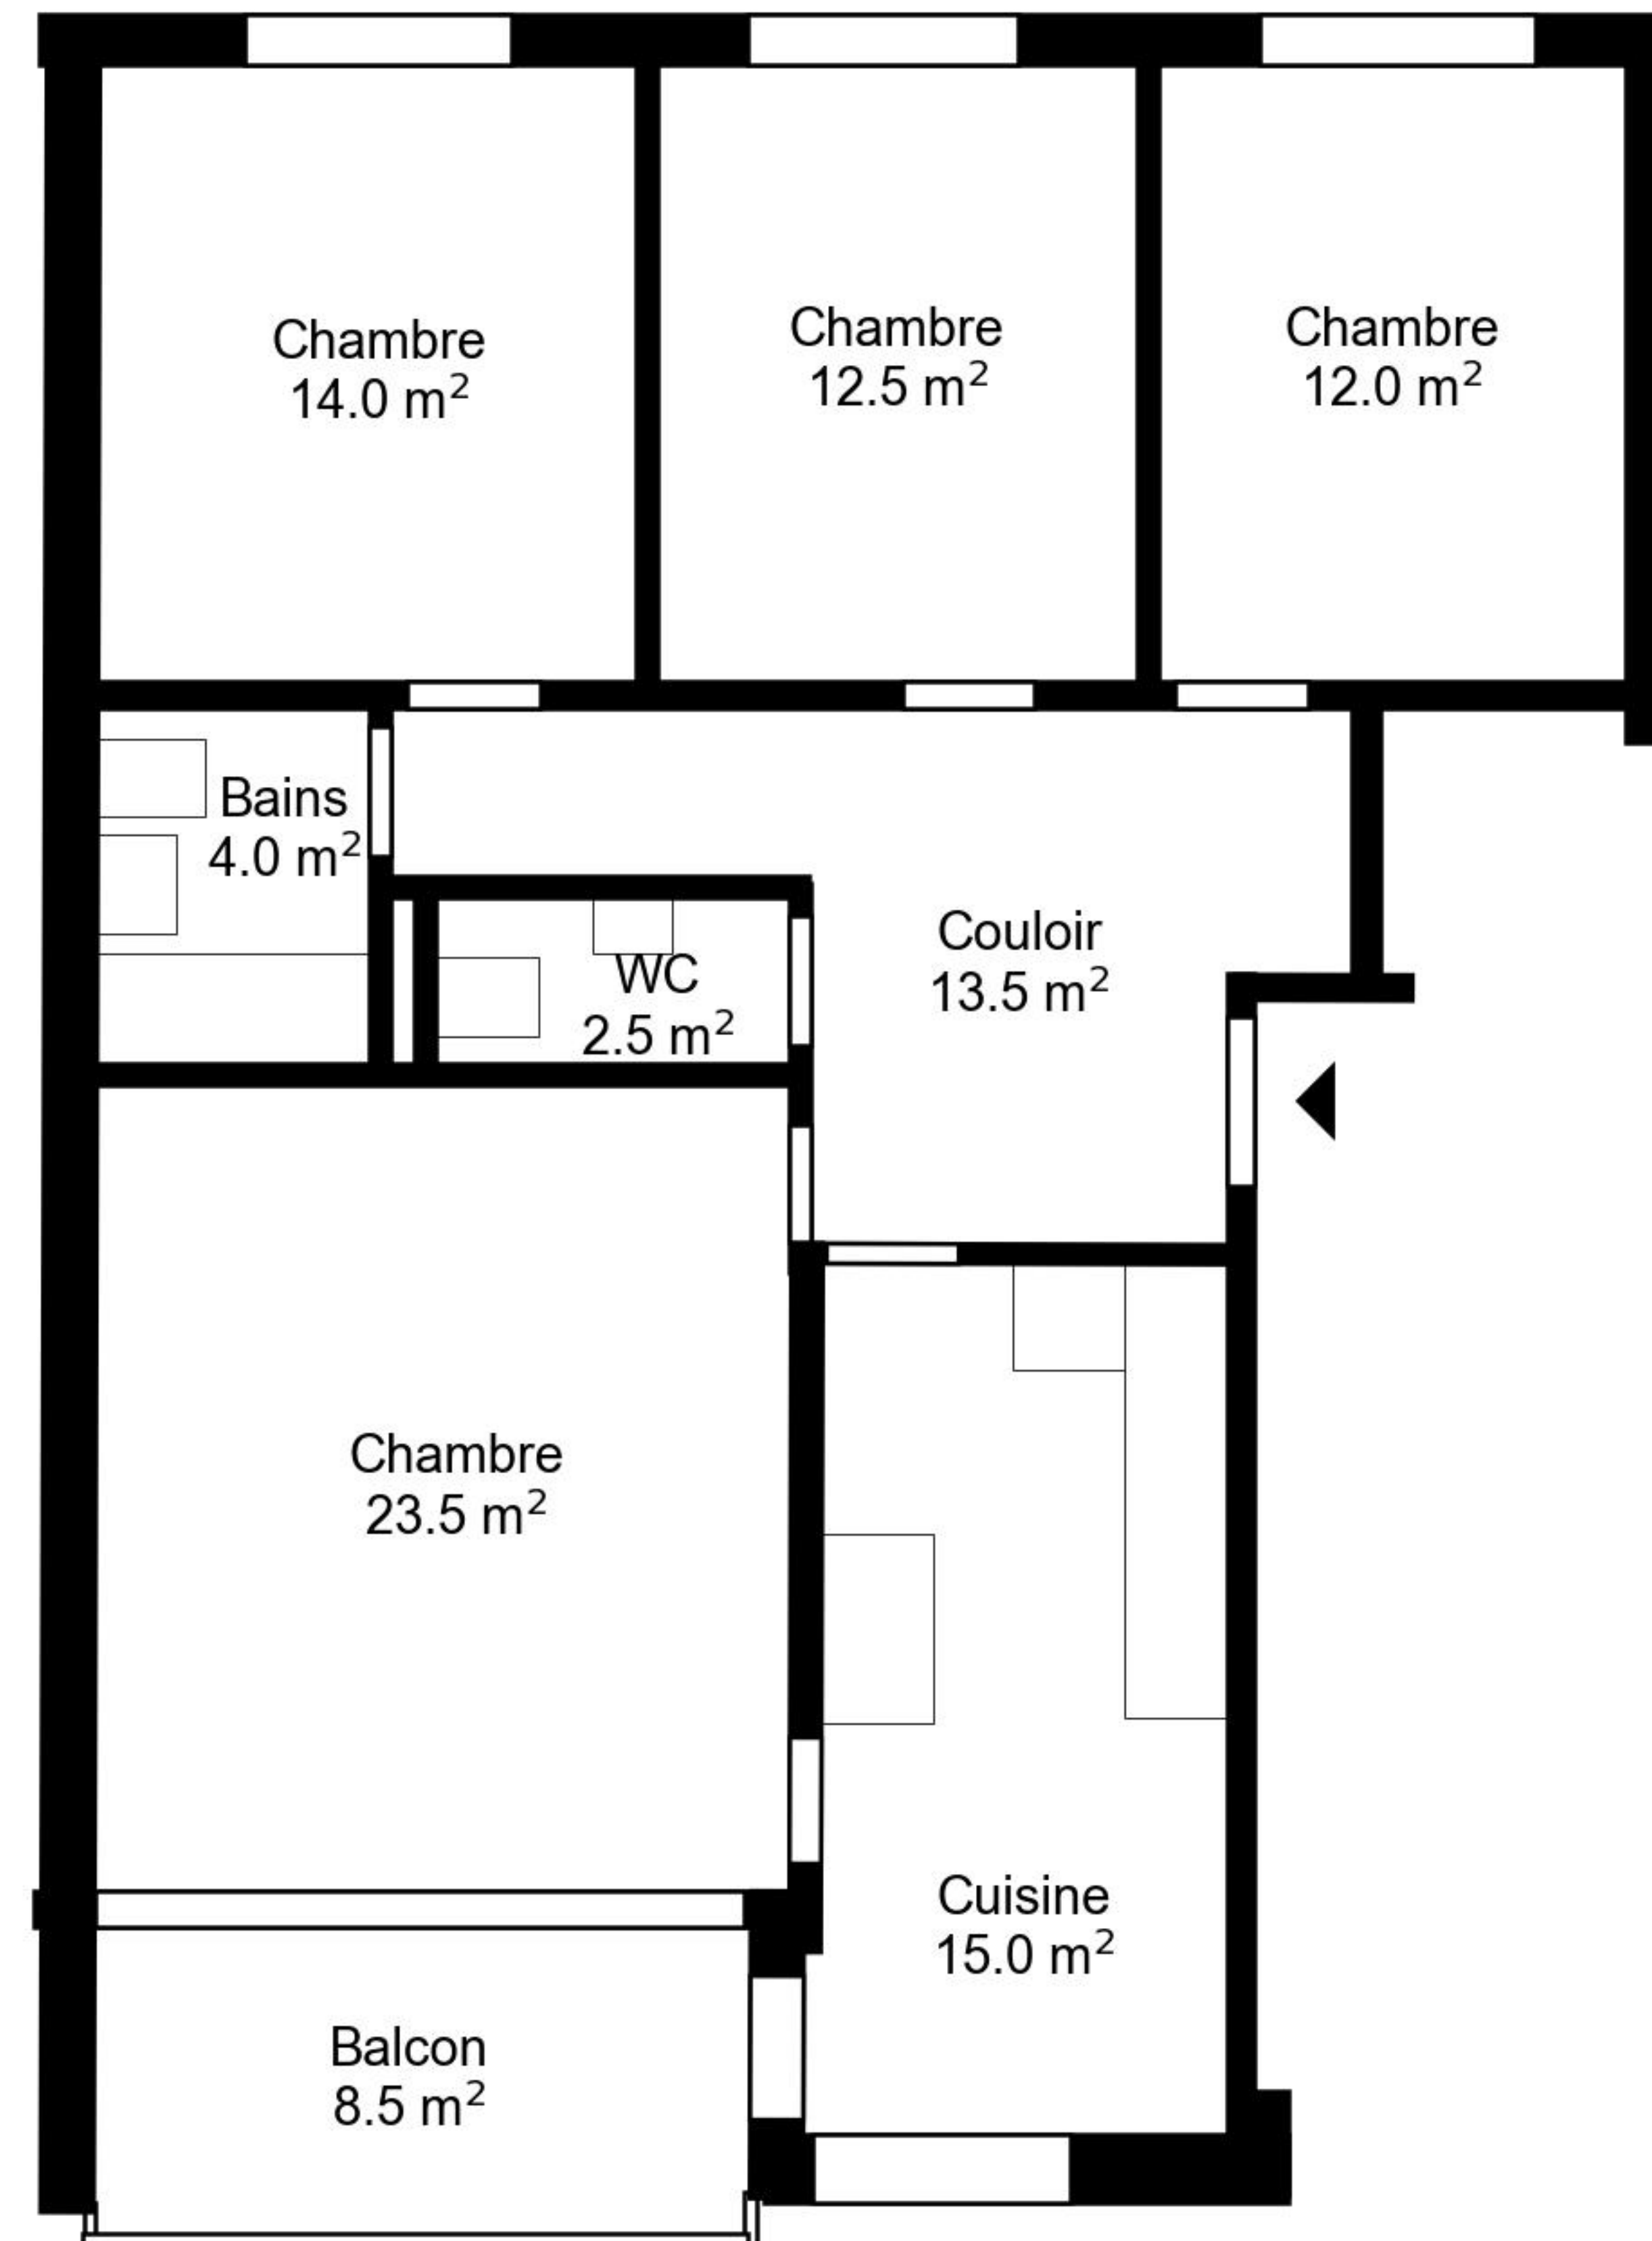 Chambre
14.0 m²
Chambre
12.5 m²
Chambre
12.0 m²
Bains
4.0 m²
Couloir
13.5 m²
WC
2.5 m²
Chambre
23.5 m²
Cuisine
15.0 m²
Balcon
8.5 m²